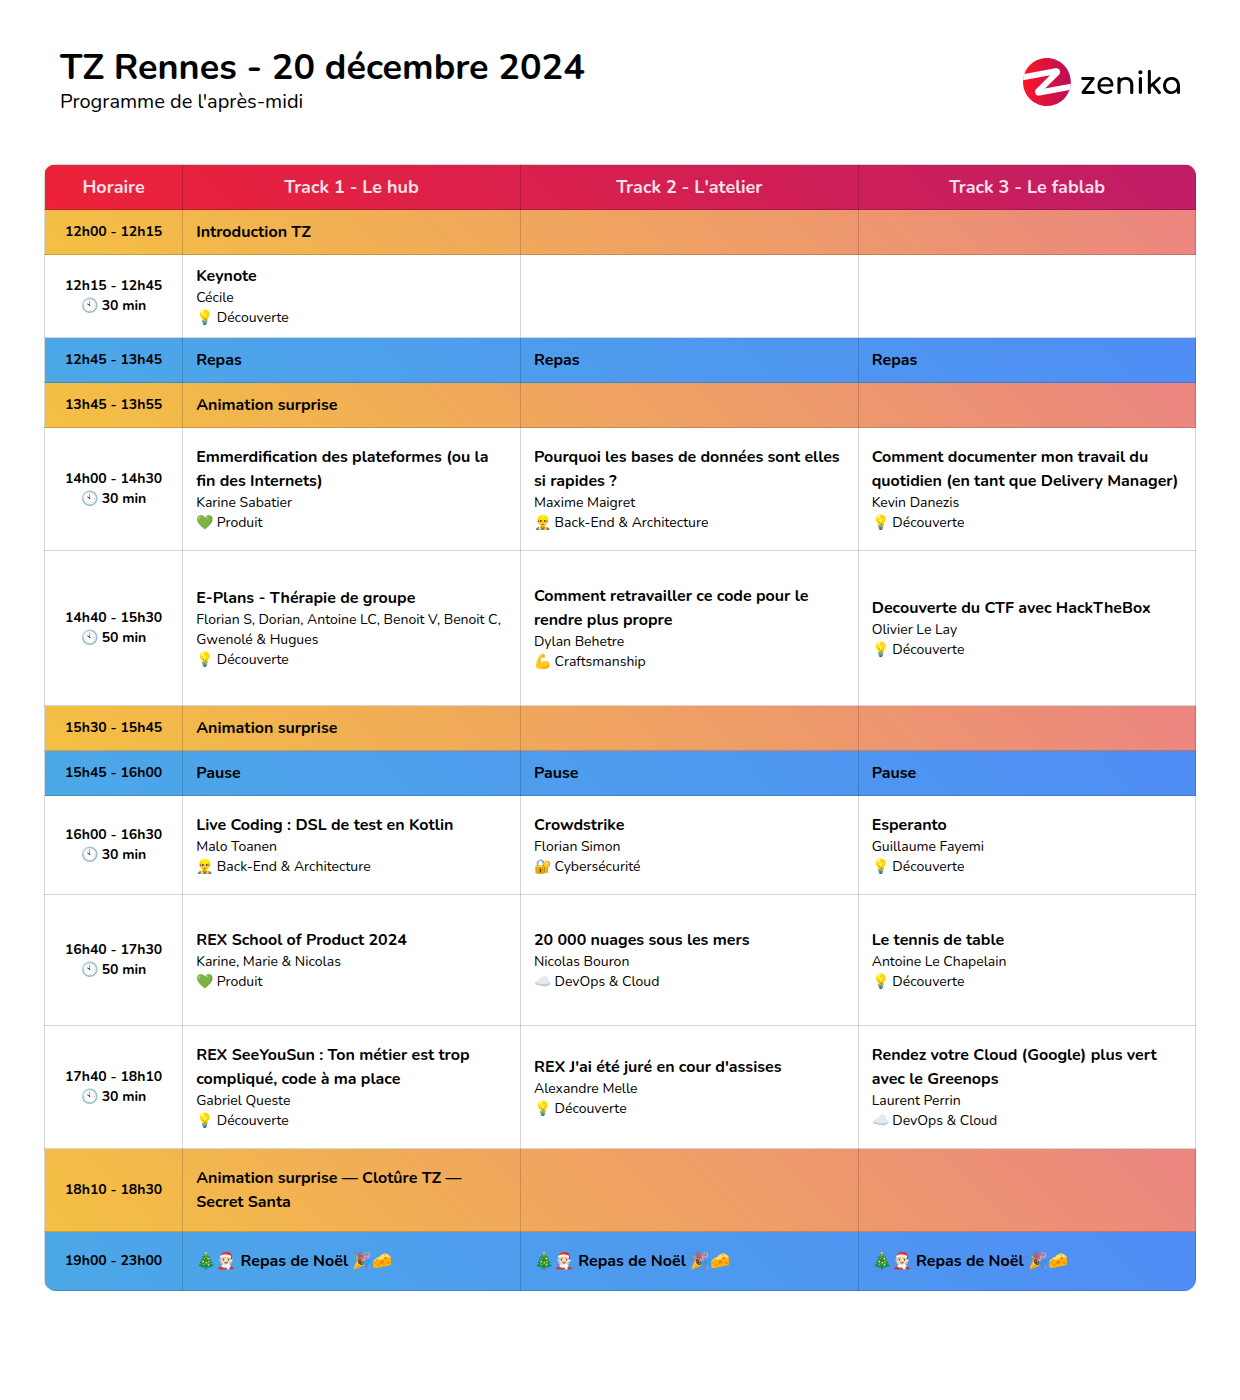 TZ Rennes - 20 décembre 2024
Programme de l'après-midi
zenika
Horaire
Track 1 - Le hub
Track 2 - L'atelier
Track 3 - Le fablab
12h00 - 12h15
Introduction TZ
12h15 - 12h45
🕙 30 min
Keynote
Cécile
💡 Découverte
12h45 - 13h45
Repas
Repas
Repas
13h45 - 13h55
Animation surprise
14h00 - 14h30
🕙 30 min
Emmerdification des plateformes (ou la
fin des Internets)
Karine Sabatier
💚 Produit
Pourquoi les bases de données sont elles
si rapides ?
Maxime Maigret
👷 Back-End & Architecture
Comment documenter mon travail du
quotidien (en tant que Delivery Manager)
Kevin Danezis
💡 Découverte
14h40 - 15h30
🕙 50 min
E-Plans - Thérapie de groupe
Florian S, Dorian, Antoine LC, Benoit V, Benoit C,
Gwenolé & Hugues
💡 Découverte
Comment retravailler ce code pour le
rendre plus propre
Dylan Behetre
💪 Craftsmanship
Decouverte du CTF avec HackTheBox
Olivier Le Lay
💡 Découverte
15h30 - 15h45
Animation surprise
15h45 - 16h00
Pause
Pause
Pause
16h00 - 16h30
🕙 30 min
Live Coding : DSL de test en Kotlin
Malo Toanen
👷 Back-End & Architecture
Crowdstrike
Florian Simon
🔐 Cybersécurité
Esperanto
Guillaume Fayemi
💡 Découverte
16h40 - 17h30
🕙 50 min
REX School of Product 2024
Karine, Marie & Nicolas
💚 Produit
20 000 nuages sous les mers
Nicolas Bouron
☁️ DevOps & Cloud
Le tennis de table
Antoine Le Chapelain
💡 Découverte
17h40 - 18h10
🕙 30 min
REX SeeYouSun : Ton métier est trop
compliqué, code à ma place
Gabriel Queste
💡 Découverte
REX J'ai été juré en cour d'assises
Alexandre Melle
💡 Découverte
Rendez votre Cloud (Google) plus vert
avec le Greenops
Laurent Perrin
☁️ DevOps & Cloud
18h10 - 18h30
Animation surprise — Clotûre TZ —
Secret Santa
19h00 - 23h00
🎄🎅 Repas de Noël 🎉🧀
🎄🎅 Repas de Noël 🎉🧀
🎄🎅 Repas de Noël 🎉🧀